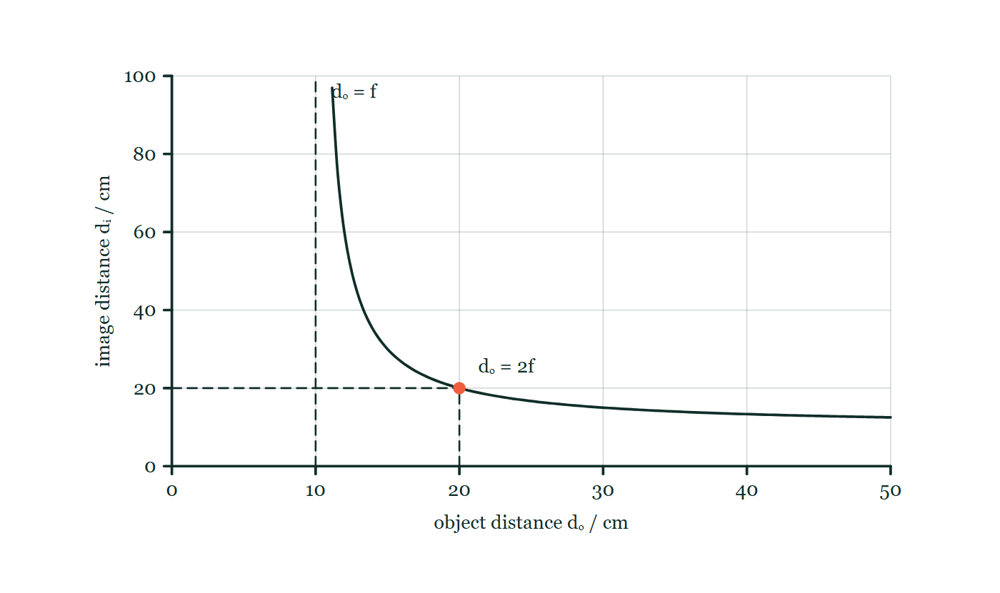 100
dₒ = f
80
60
40
dₒ = 2f
20
0
0 10 20 30 40 50
object distance dₒ / cm
image distance dᵢ / cm